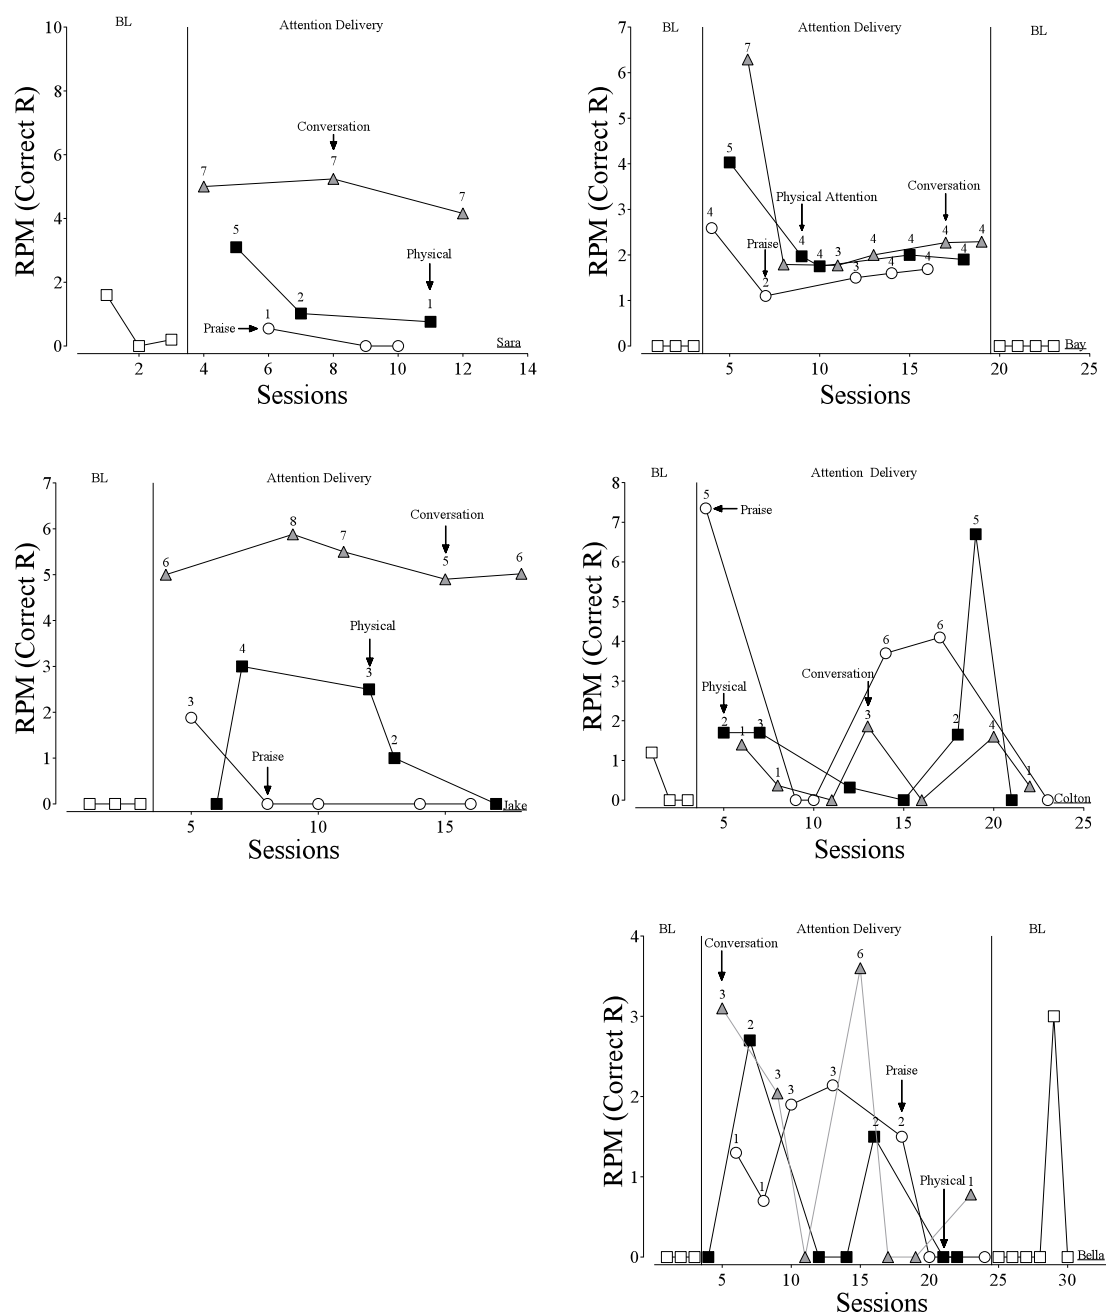 BL
Attention Delivery
10
8
6
4
2
0
RPM (Correct R)
Conversation
7
7
7
5
2
1
Physical
1
Praise
Sara
2
4
6
8
10
12
14
Sessions
BL
Attention Delivery
BL
7
6
5
4
3
2
1
0
RPM (Correct R)
7
5
4
Physical Attention
Conversation
Praise
4
4
3
4
4
4
4
4
2
3
4
4
Bay
5
10
15
20
25
Sessions
BL
Attention Delivery
7
6
5
4
3
2
1
0
RPM (Correct R)
6
8
7
Conversation
5
6
Physical
4
3
3
2
Praise
Jake
5
10
15
Sessions
BL
Attention Delivery
8
7
6
5
4
3
2
1
0
RPM (Correct R)
5
Praise
5
6
6
Conversation
Physical
2
1
3
3
2
4
1
1
Colton
5
10
15
20
25
Sessions
BL
Attention Delivery
BL
4
3
2
1
0
RPM (Correct R)
Conversation
3
6
2
3
3
3
Praise
1
2
2
1
Physical
1
Bella
5
10
15
20
25
30
Sessions